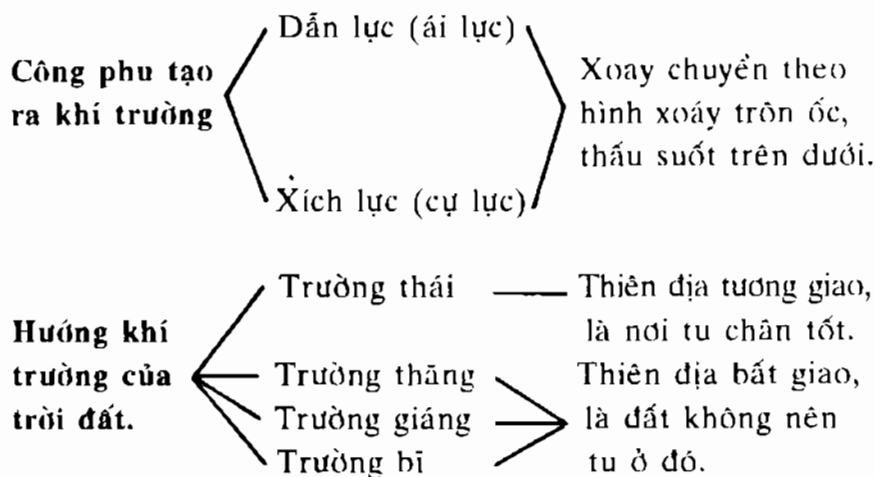 Công phu tạo
ra khí trường
Dẫn lực (ái lực)
Xích lực (cự lực)
Xoay chuyển theo
hình xoáy trôn ốc,
thấu suốt trên dưới.
Hướng khí
trường của
trời đất.
Trường thái
Thiên địa tương giao,
là nơi tu chân tốt.
Trường thăng
Trường giáng
Trường bĩ
Thiên địa bất giao,
là đất không nên
tu ở đó.